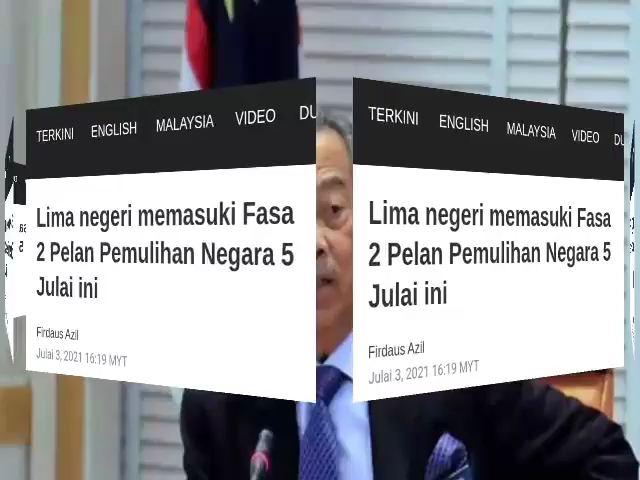 TERKINI ENGLISH MALAYSIA VIDEO DU
Lima negeri memasuki Fasa
2 Pelan Pemulihan Negara 5
Julai ini
Firdaus Azil
Julai 3, 2021 16:19 MYT
TERKINI ENGLISH MALAYSIA VIDEO DU
Lima negeri memasuki Fasa
2 Pelan Pemulihan Negara 5
Julai ini
Firdaus Azil
Julai 3, 2021 16:19 MYT